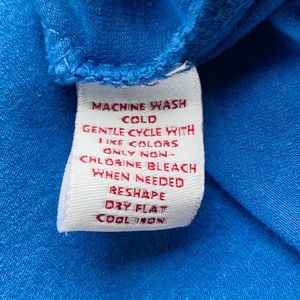 MACHINE WASH
COLD
GENTLE CYCLE WITH
LIKE COLORS
ONLY NON-
CHLORINE BLEACH
WHEN NEEDED
RESHAPE
DRY FLAT
COOL IRON